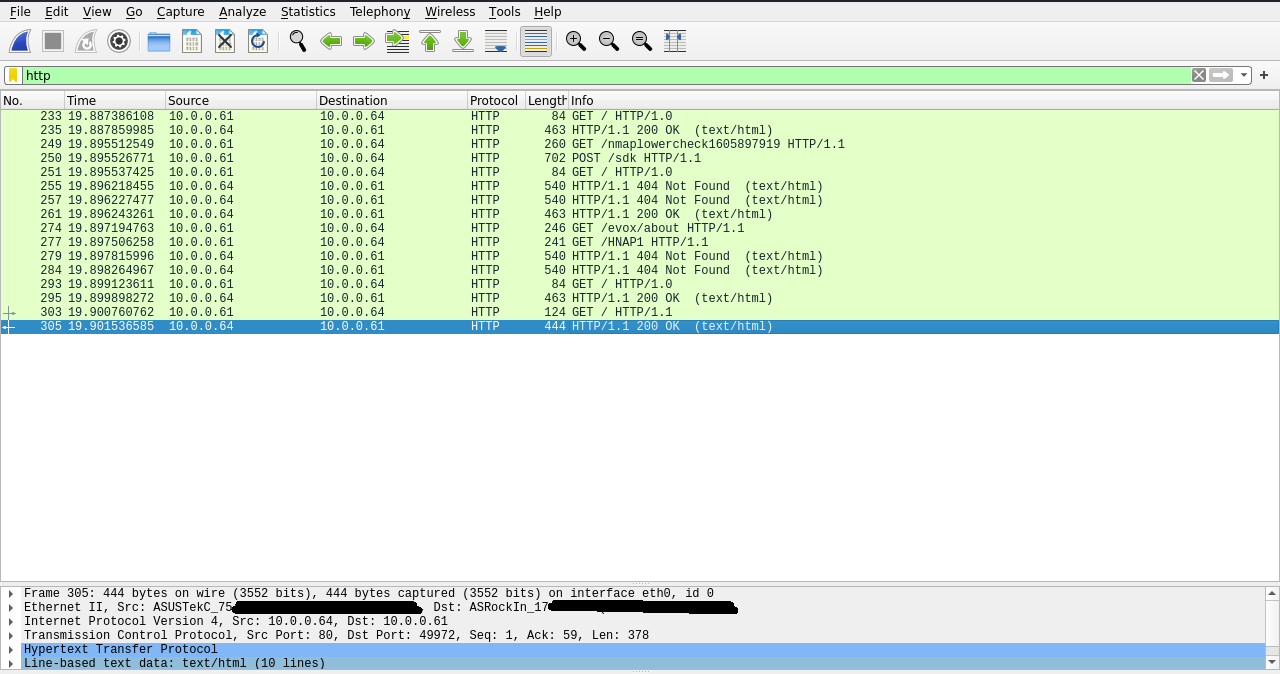 File Edit View Go Capture Analyze Statistics Telephony Wireless Tools Help
http
No. Time Source Destination Protocol Length Info
233 19.887386108 10.0.0.61 10.0.0.64 HTTP 84 GET / HTTP/1.0
235 19.887859985 10.0.0.64 10.0.0.61 HTTP 463 HTTP/1.1 200 OK (text/html)
249 19.895512549 10.0.0.61 10.0.0.64 HTTP 260 GET /nmaplowercheck1605897919 HTTP/1.1
250 19.895526771 10.0.0.61 10.0.0.64 HTTP 702 POST /sdk HTTP/1.1
251 19.895537425 10.0.0.61 10.0.0.64 HTTP 84 GET / HTTP/1.0
255 19.896218455 10.0.0.64 10.0.0.61 HTTP 540 HTTP/1.1 404 Not Found (text/html)
257 19.896227477 10.0.0.64 10.0.0.61 HTTP 540 HTTP/1.1 404 Not Found (text/html)
261 19.896243261 10.0.0.64 10.0.0.61 HTTP 463 HTTP/1.1 200 OK (text/html)
274 19.897194763 10.0.0.61 10.0.0.64 HTTP 246 GET /evox/about HTTP/1.1
277 19.897506258 10.0.0.61 10.0.0.64 HTTP 241 GET /HNAP1 HTTP/1.1
279 19.897815996 10.0.0.64 10.0.0.61 HTTP 540 HTTP/1.1 404 Not Found (text/html)
284 19.898264967 10.0.0.64 10.0.0.61 HTTP 540 HTTP/1.1 404 Not Found (text/html)
293 19.899123611 10.0.0.61 10.0.0.64 HTTP 84 GET / HTTP/1.0
295 19.899898272 10.0.0.64 10.0.0.61 HTTP 463 HTTP/1.1 200 OK (text/html)
303 19.900760762 10.0.0.61 10.0.0.64 HTTP 124 GET / HTTP/1.1
305 19.901536585 10.0.0.64 10.0.0.61 HTTP 444 HTTP/1.1 200 OK (text/html)
Frame 305: 444 bytes on wire (3552 bits), 444 bytes captured (3552 bits) on interface eth0, id 0
Ethernet II, Src: ASUSTekC_75 Dst: ASRockIn_17
Internet Protocol Version 4, Src: 10.0.0.64, Dst: 10.0.0.61
Transmission Control Protocol, Src Port: 80, Dst Port: 49972, Seq: 1, Ack: 59, Len: 378
Hypertext Transfer Protocol
Line-based text data: text/html (10 lines)